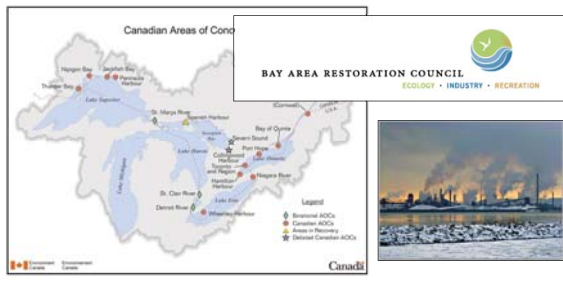 Canadian Areas of Conc
BAY AREA RESTORATION COUNCIL
ECOLOGY • INDUSTRY • RECREATION
Nipigon Bay
Jackfish Bay
Peninsula
Harbour
Thunder Bay
Lake Superior
(Cornwall)
St. Marys River
Spanish Harbour
Bay of Quinte
Severn Sound
Collingwood
Harbour
Port Hope
Lake Huron
Lake Ontario
Toronto
and Region
Hamilton
Harbour
Niagara River
Lake Michigan
St. Clair River
Lake Erie
Detroit River
Wheatley Harbour
Legend
Binational AOCs
Canadian AOCs
Areas in Recovery
Delisted Canadian AOCs
Environment
Canada
Environnement
Canada
Canada